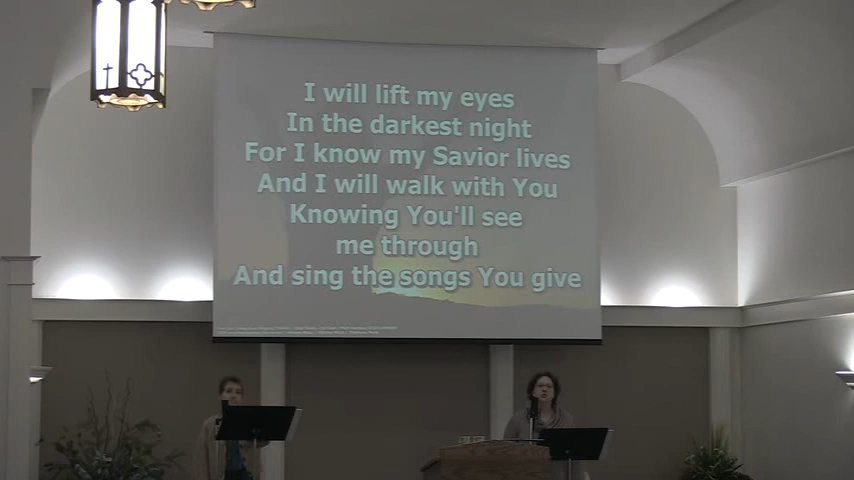 I will lift my eyes
In the darkest night
For I know my Savior lives
And I will walk with You
Knowing You'll see
me through
And sing the songs You give